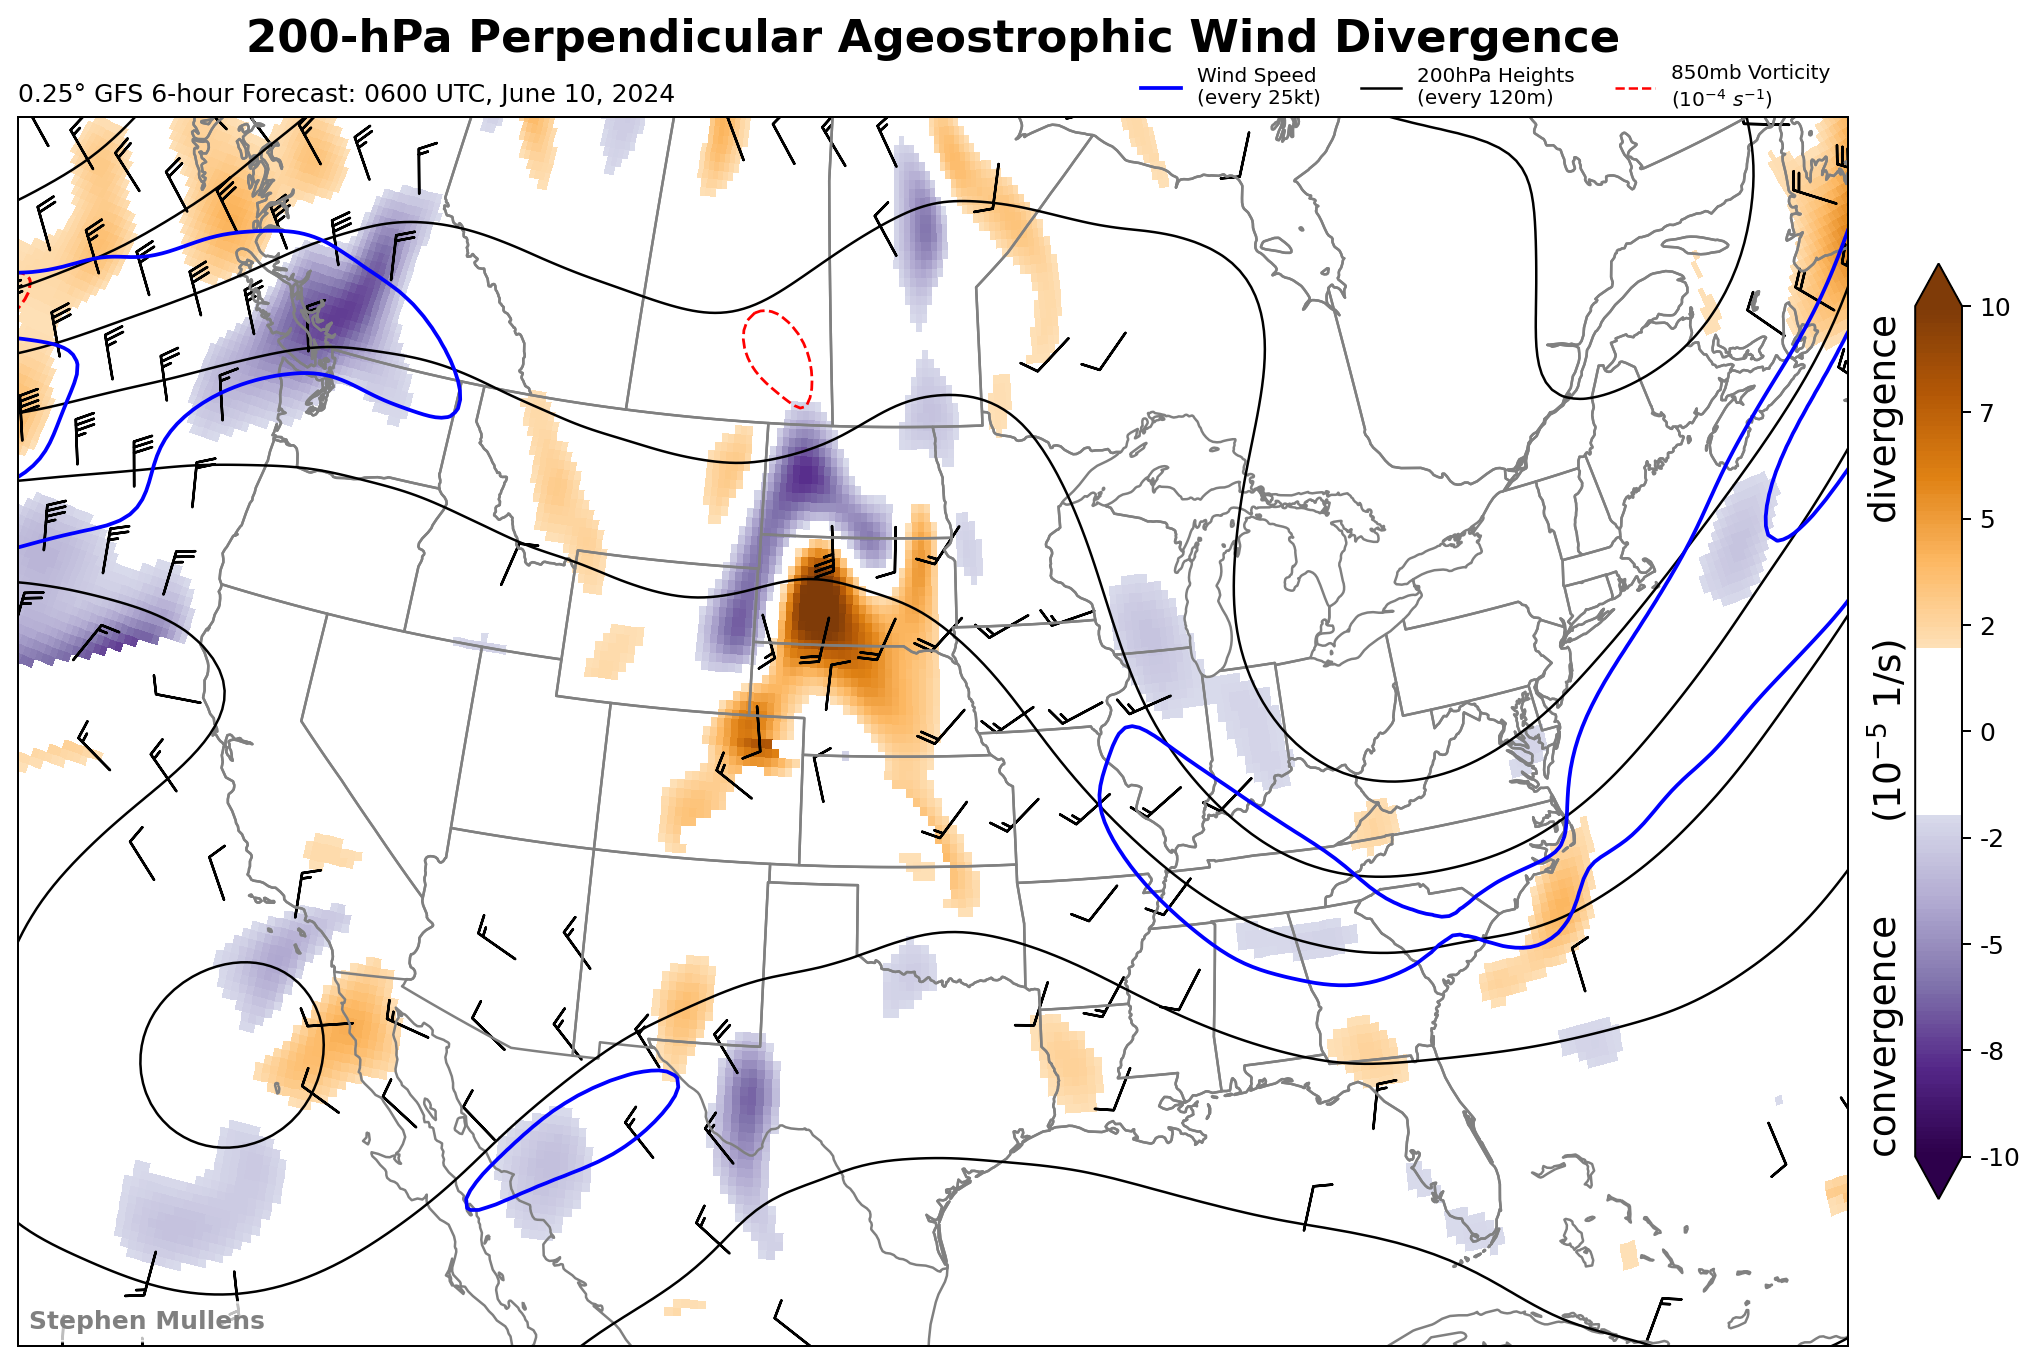 200-hPa Perpendicular Ageostrophic Wind Divergence
0.25° GFS 6-hour Forecast: 0600 UTC, June 10, 2024
Wind Speed
(every 25kt)
200hPa Heights
(every 120m)
850mb Vorticity
(10⁻⁴ s⁻¹)
10
7
5
2
0
-2
-5
-8
-10
convergence (10⁻⁵ 1/s) divergence
Stephen Mullens